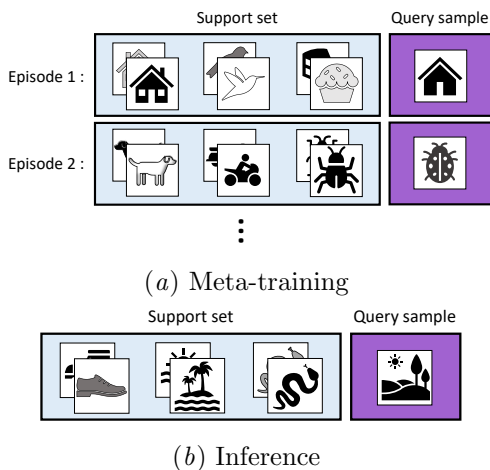 Support set Query sample
Episode 1 :
Episode 2 :
(a) Meta-training
Support set Query sample
(b) Inference